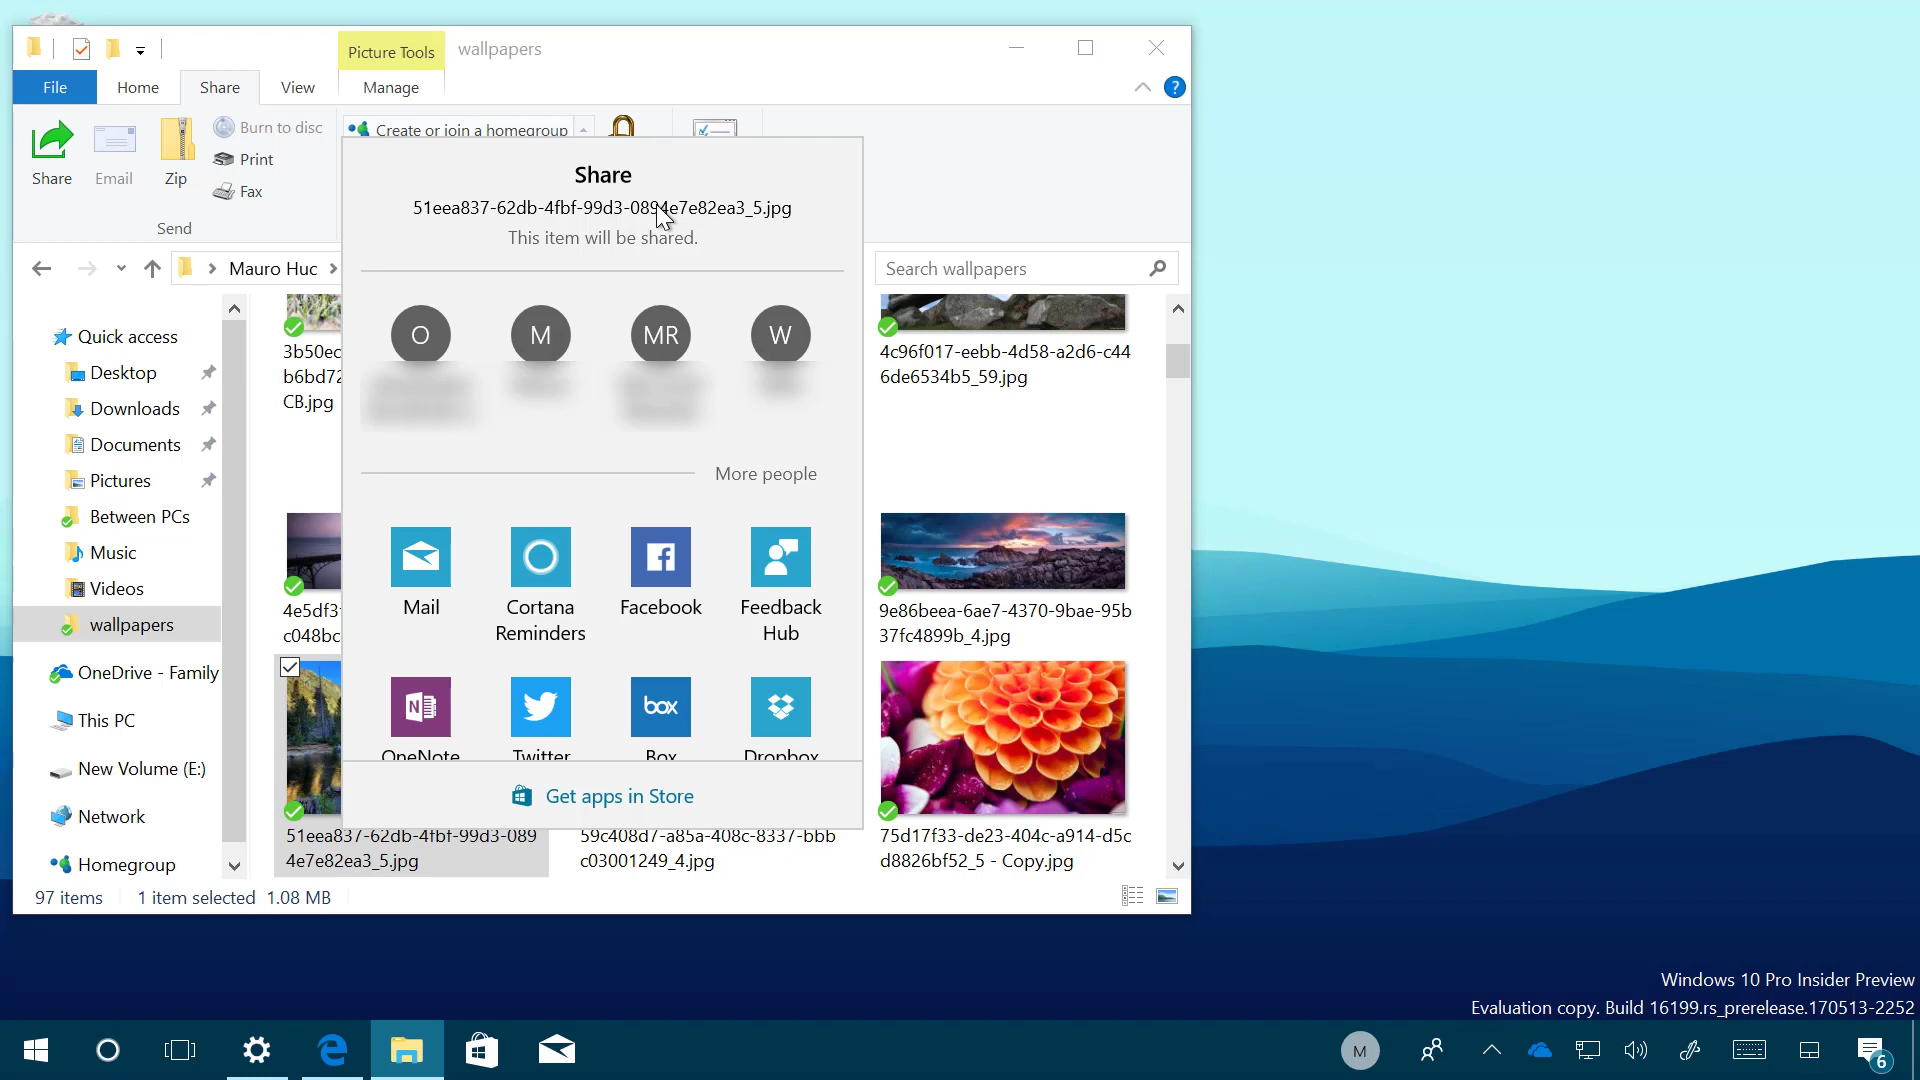 Picture Tools
wallpapers
File
Home
Share
View
Manage
?
Share
Email
Zip
Burn to disc
Print
Fax
Create or join a homegroup
Send
Share
51eea837-62db-4fbf-99d3-0894e7e82ea3_5.jpg
This item will be shared.
Mauro Huc
Search wallpapers
O
M
MR
W
More people
Mail
Cortana
Reminders
Facebook
Feedback
Hub
N
box
OneNote
Twitter
Box
Dropbox
Get apps in Store
Quick access
Desktop
Downloads
Documents
Pictures
Between PCs
Music
Videos
wallpapers
OneDrive - Family
This PC
New Volume (E:)
Network
Homegroup
3b50ec
b6bd72
CB.jpg
4c96f017-eebb-4d58-a2d6-c44
6de6534b5_59.jpg
4e5df3
c048bc
9e86beea-6ae7-4370-9bae-95b
37fc4899b_4.jpg
51eea837-62db-4fbf-99d3-089
4e7e82ea3_5.jpg
59c408d7-a85a-408c-8337-bbb
c03001249_4.jpg
75d17f33-de23-404c-a914-d5c
d8826bf52_5 - Copy.jpg
97 items
1 item selected 1.08 MB
Windows 10 Pro Insider Preview
Evaluation copy. Build 16199.rs_prerelease.170513-2252
M
6